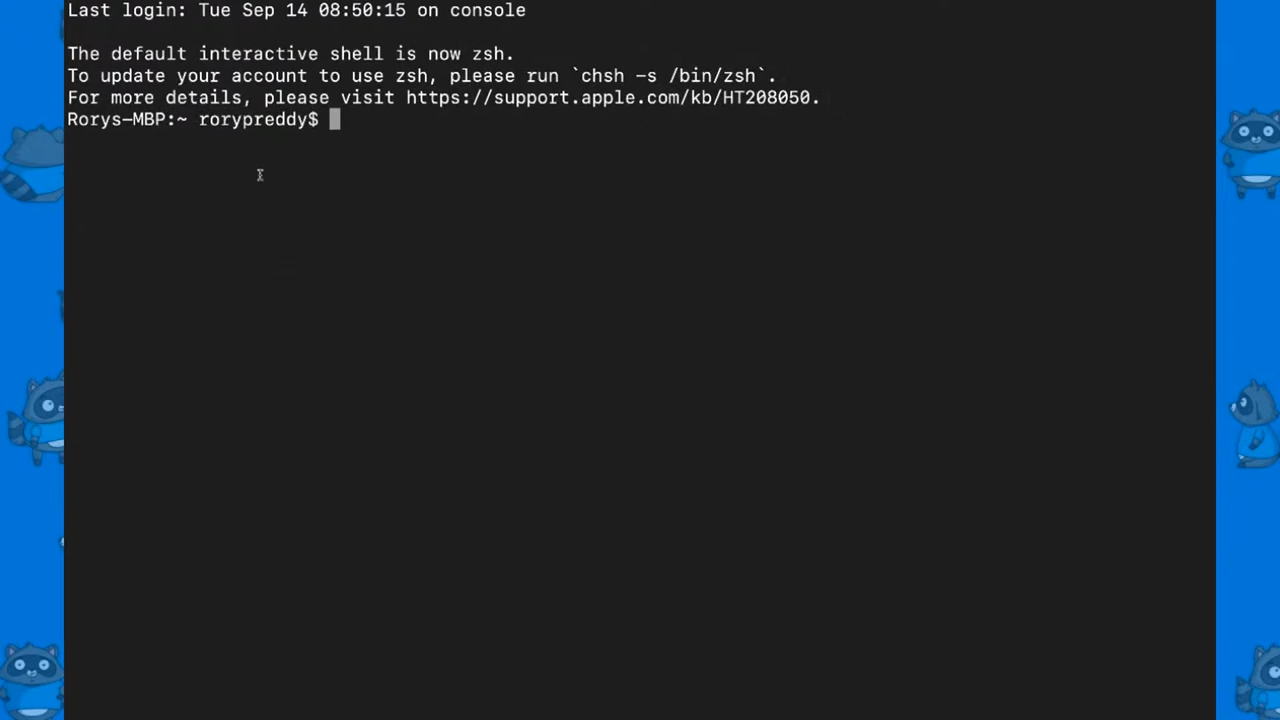 Last login: Tue Sep 14 08:50:15 on console
The default interactive shell is now zsh.
To update your account to use zsh, please run `chsh -s /bin/zsh`.
For more details, please visit https://support.apple.com/kb/HT208050.
Rorys-MBP:~ rorypreddy$